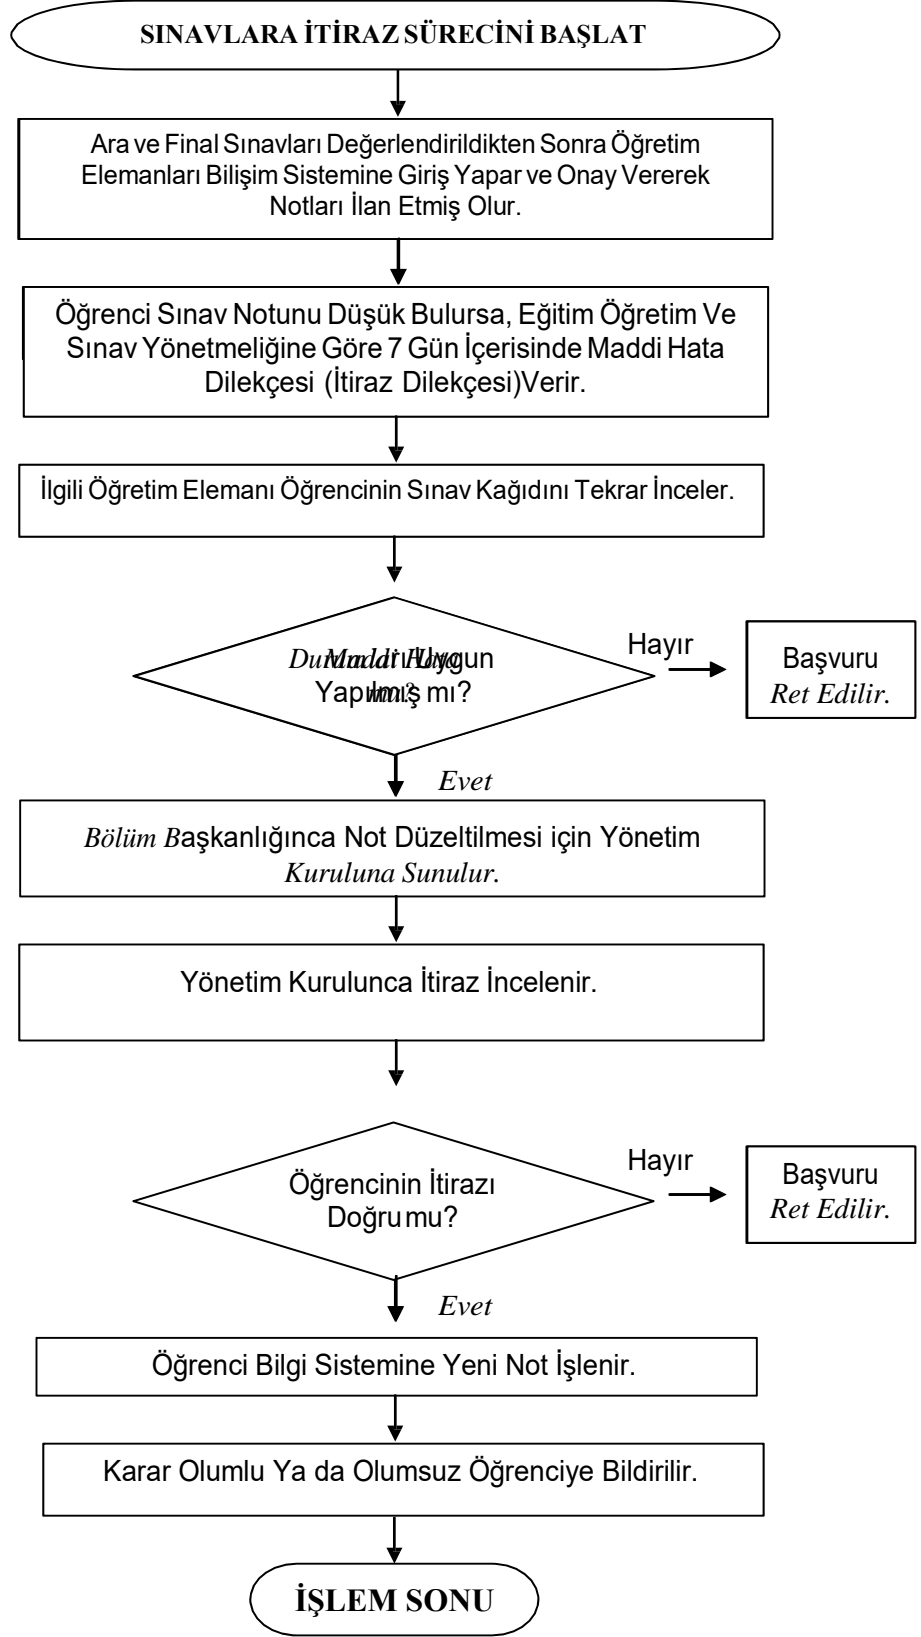 SINAVLARA İTİRAZ SÜRECİNİ BAŞLAT
Ara ve Final Sınavları Değerlendirildikten Sonra Öğretim
Elemanları Bilişim Sistemine Giriş Yapar ve Onay Vererek
Notları İlan Etmiş Olur.
Öğrenci Sınav Notunu Düşük Bulursa, Eğitim Öğretim Ve
Sınav Yönetmeliğine Göre 7 Gün İçerisinde Maddi Hata
Dilekçesi (İtiraz Dilekçesi)Verir.
İlgili Öğretim Elemanı Öğrencinin Sınav Kağıdını Tekrar İnceler.
Uygun
Yapılmış mı?
Hayır
Başvuru
Ret Edilir.
Evet
Bölüm Başkanlığınca Not Düzeltilmesi için Yönetim
Kuruluna Sunulur.
Yönetim Kurulunca İtiraz İncelenir.
Öğrencinin İtirazı
Doğru mu?
Hayır
Başvuru
Ret Edilir.
Evet
Öğrenci Bilgi Sistemine Yeni Not İşlenir.
Karar Olumlu Ya da Olumsuz Öğrenciye Bildirilir.
İŞLEM SONU